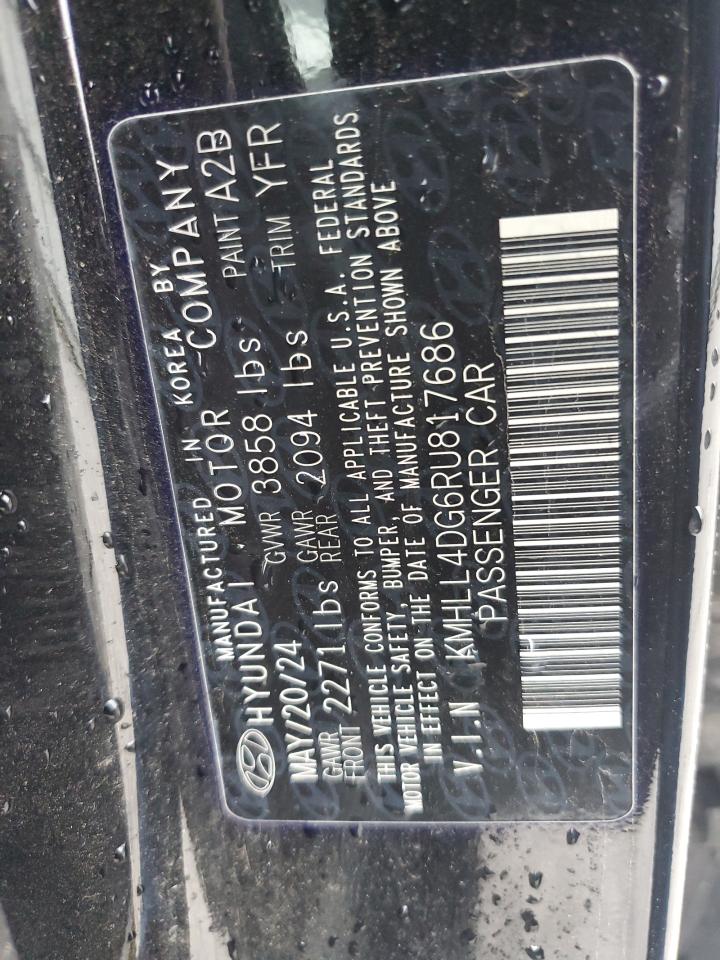 MANUFACTURED IN KOREA BY
HYUNDAI MOTOR COMPANY
MAY/20/24 GVWR 3858 lbs PAINT A2B
GAWR FRONT 2271 lbs GAWR REAR 2094 lbs TRIM YFR
THIS VEHICLE CONFORMS TO ALL APPLICABLE U.S.A. FEDERAL
MOTOR VEHICLE SAFETY, BUMPER, AND THEFT PREVENTION STANDARDS
IN EFFECT ON THE DATE OF MANUFACTURE SHOWN ABOVE
V.I.N KMHLL4DG6RU817686
PASSENGER CAR